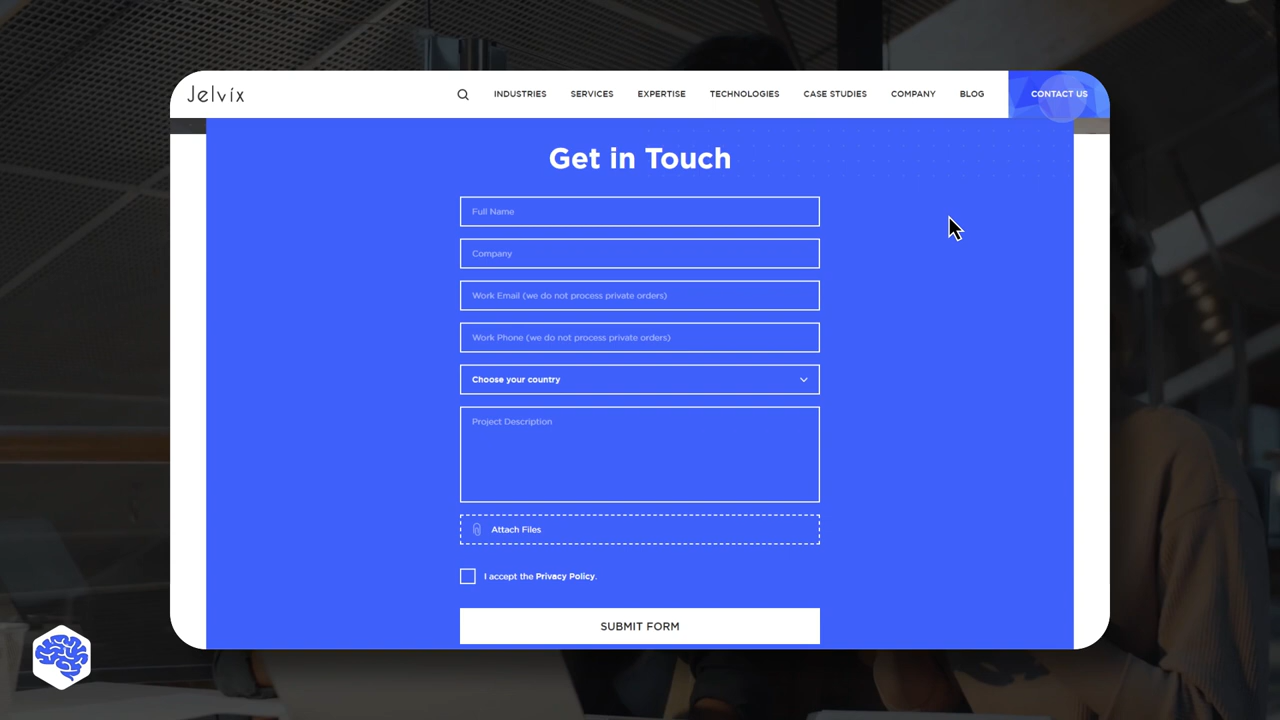 Jelvix
INDUSTRIES SERVICES EXPERTISE TECHNOLOGIES CASE STUDIES COMPANY BLOG CONTACT US
Get in Touch
Full Name
Company
Work Email (we do not process private orders)
Work Phone (we do not process private orders)
Choose your country
Project Description
Attach Files
I accept the Privacy Policy.
SUBMIT FORM